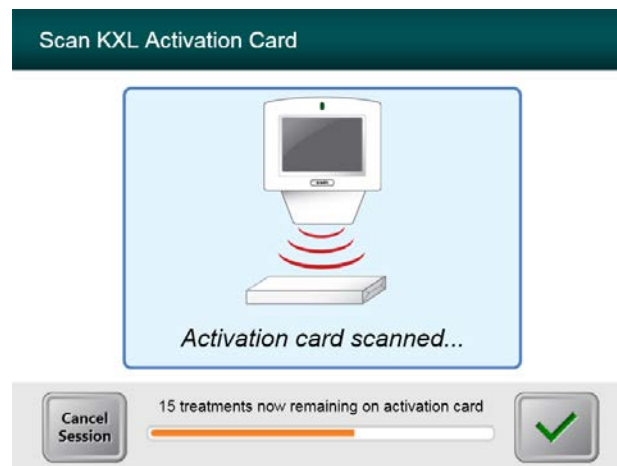 Scan KXL Activation Card
Activation card scanned...
15 treatments now remaining on activation card
Cancel
Session